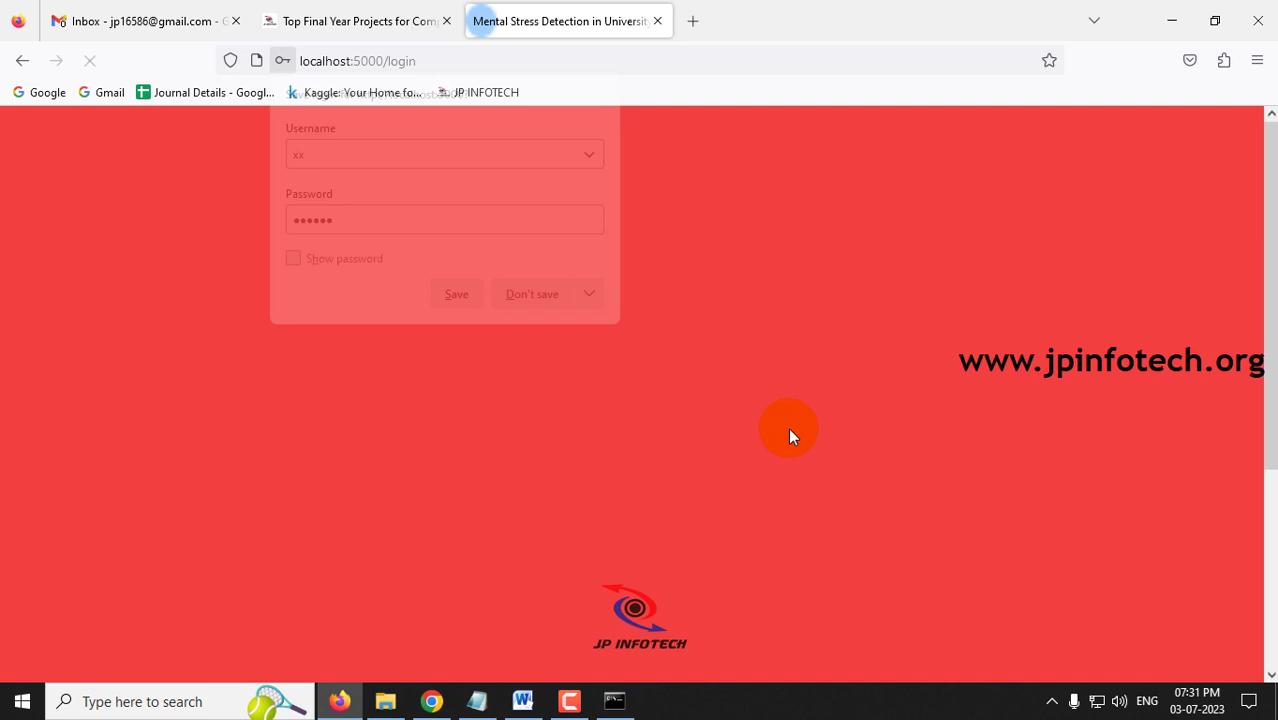 Inbox - jp16586@gmail.com - G
Top Final Year Projects for Com
Mental Stress Detection in University
localhost:5000/login
Google
Gmail
Journal Details - Googl...
Kaggle: Your Home fo...
JP INFOTECH
Username
xx
Password
Show password
Save
Don't save
www.jpinfotech.org
JP INFOTECH
Type here to search
ENG
07:31 PM
03-07-2023